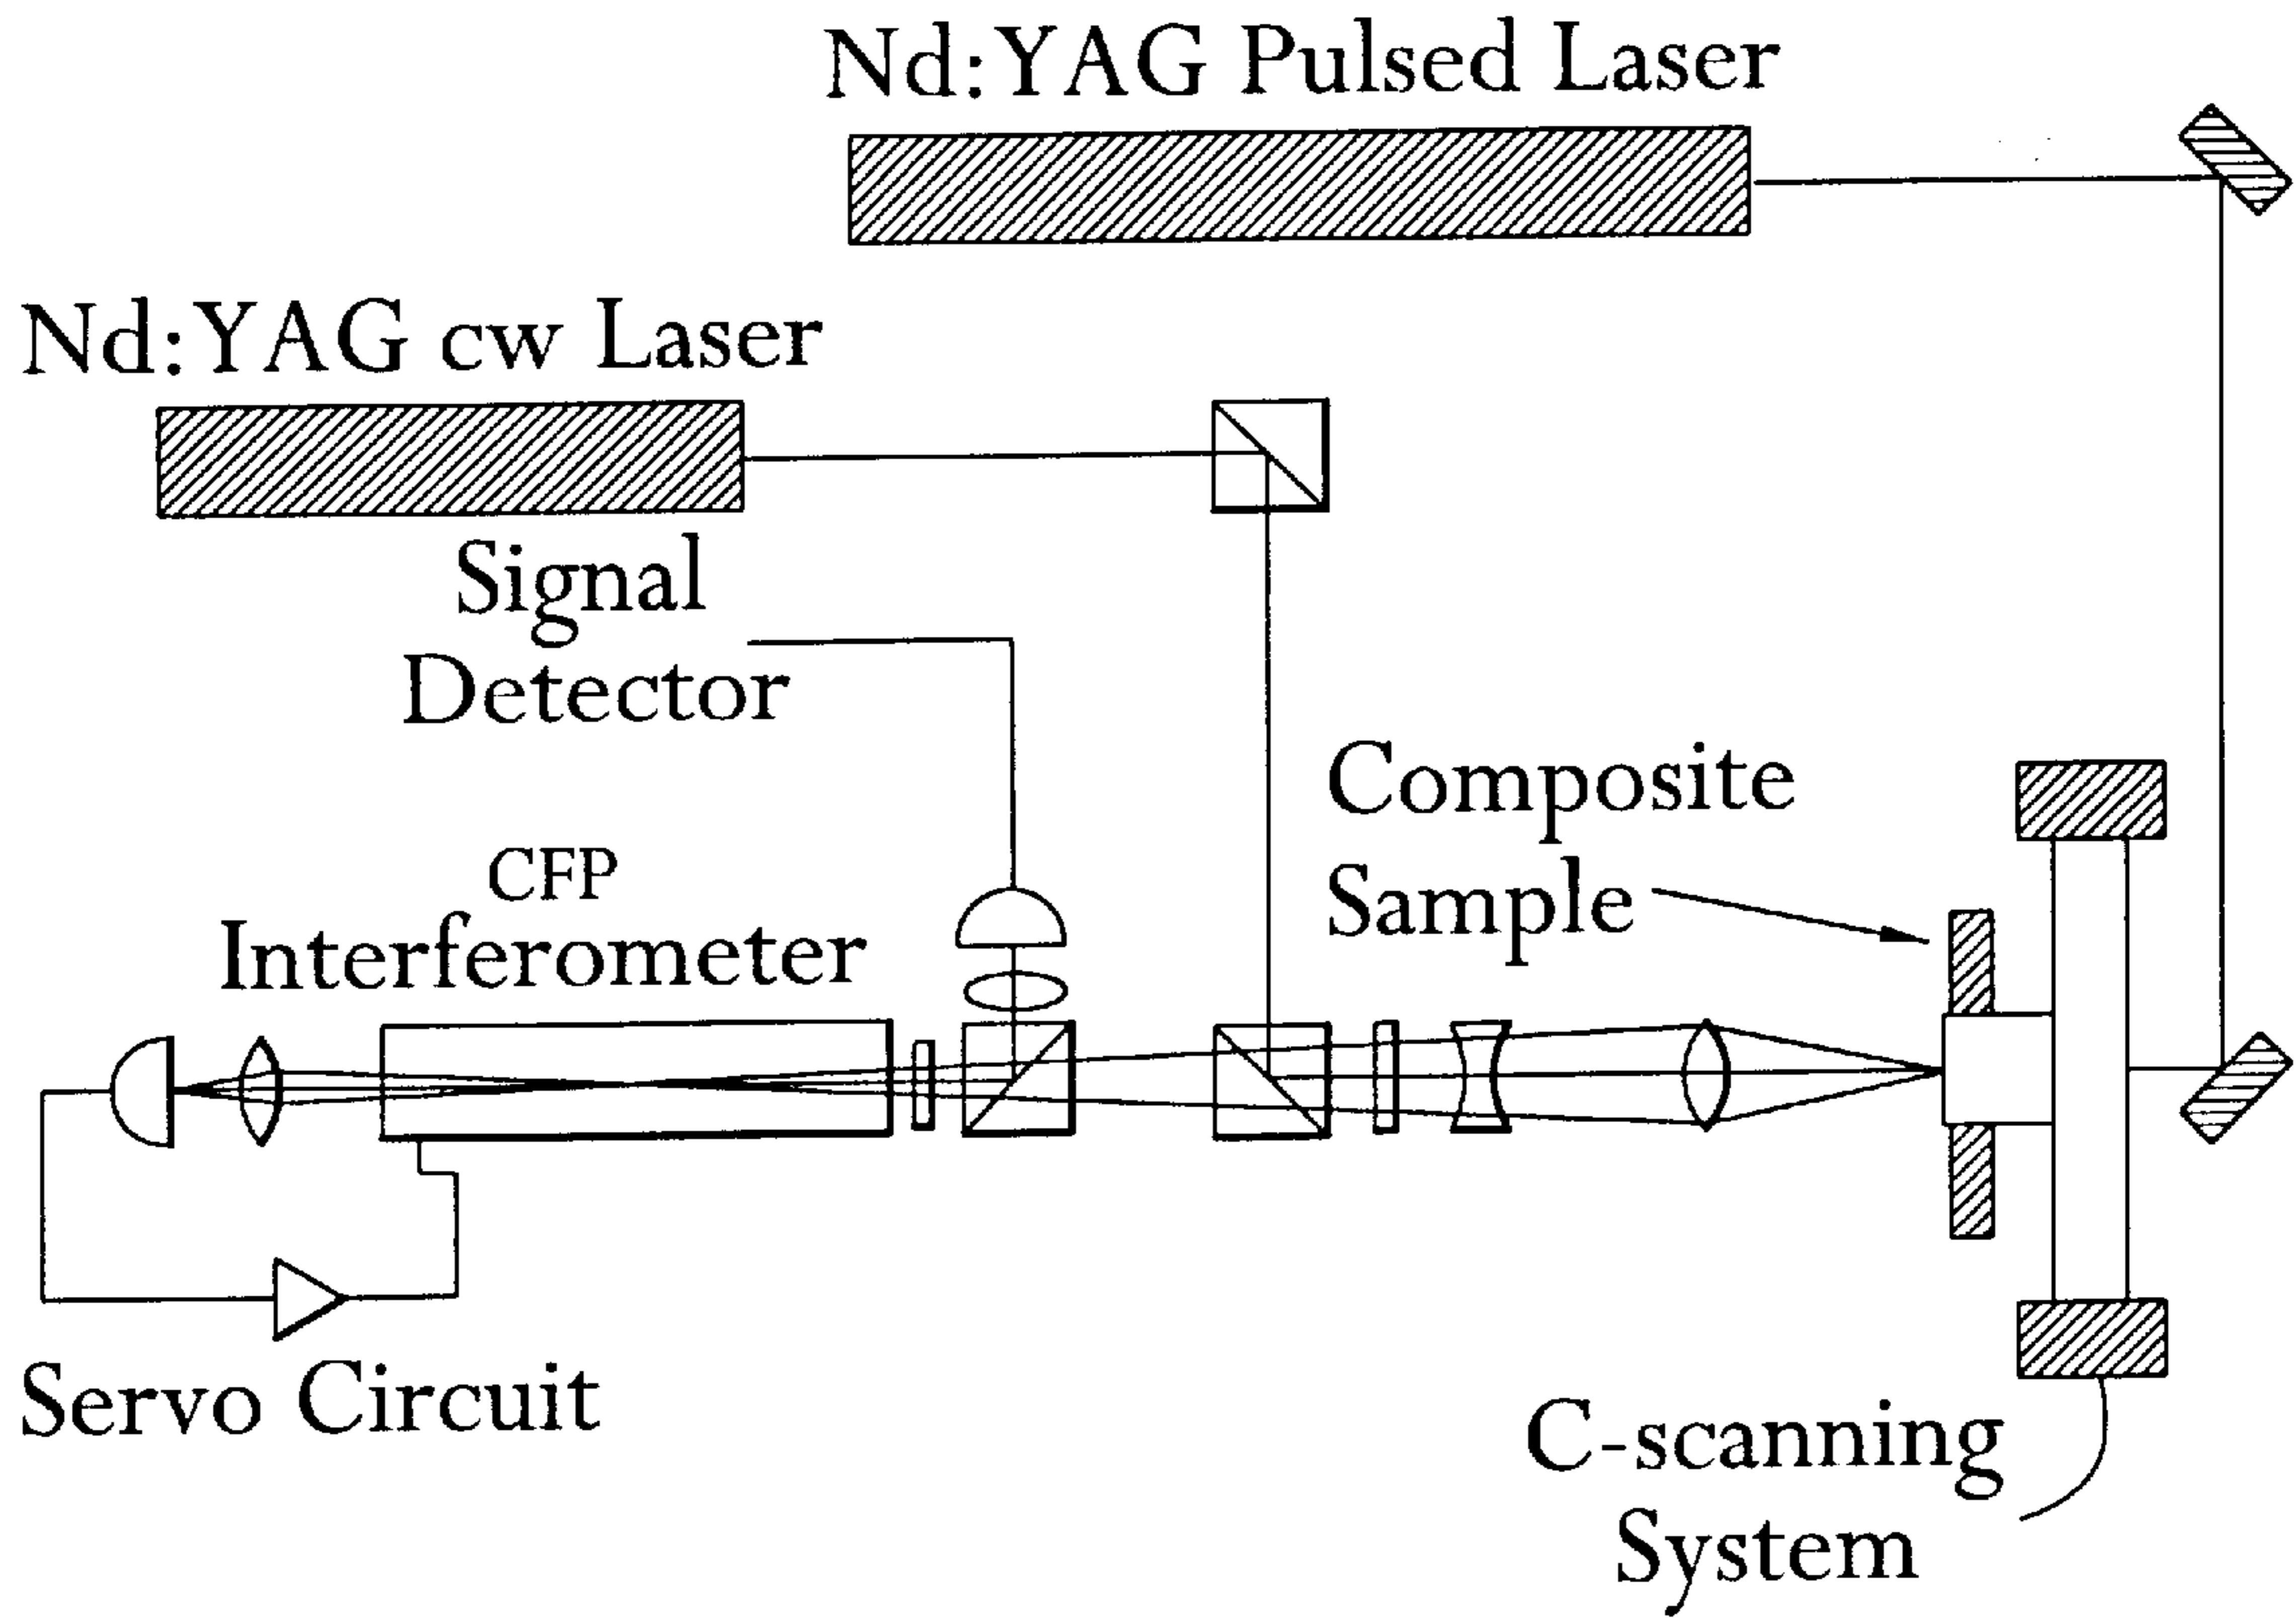 Nd:YAG Pulsed Laser
Nd:YAG cw Laser
Signal
Detector
Composite
Sample
CFP
Interferometer
Servo Circuit
C-scanning
System